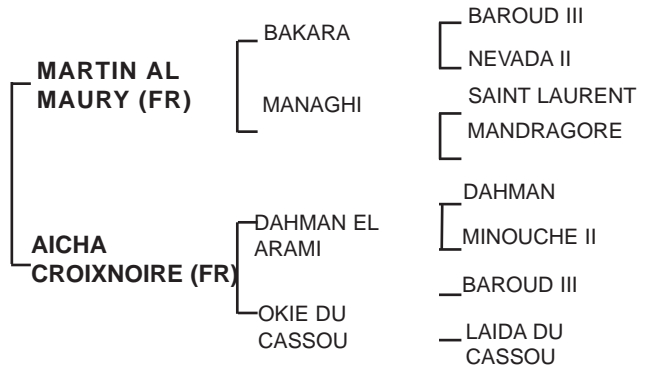 MARTIN AL
MAURY (FR)
AICHA
CROIXNOIRE (FR)
BAKARA
MANAGHI
DAHMAN EL
ARAMI
OKIE DU
CASSOU
BAROUD III
NEVADA II
SAINT LAURENT
MANDRAGORE
DAHMAN
MINOUCHE II
BAROUD III
LAIDA DU
CASSOU